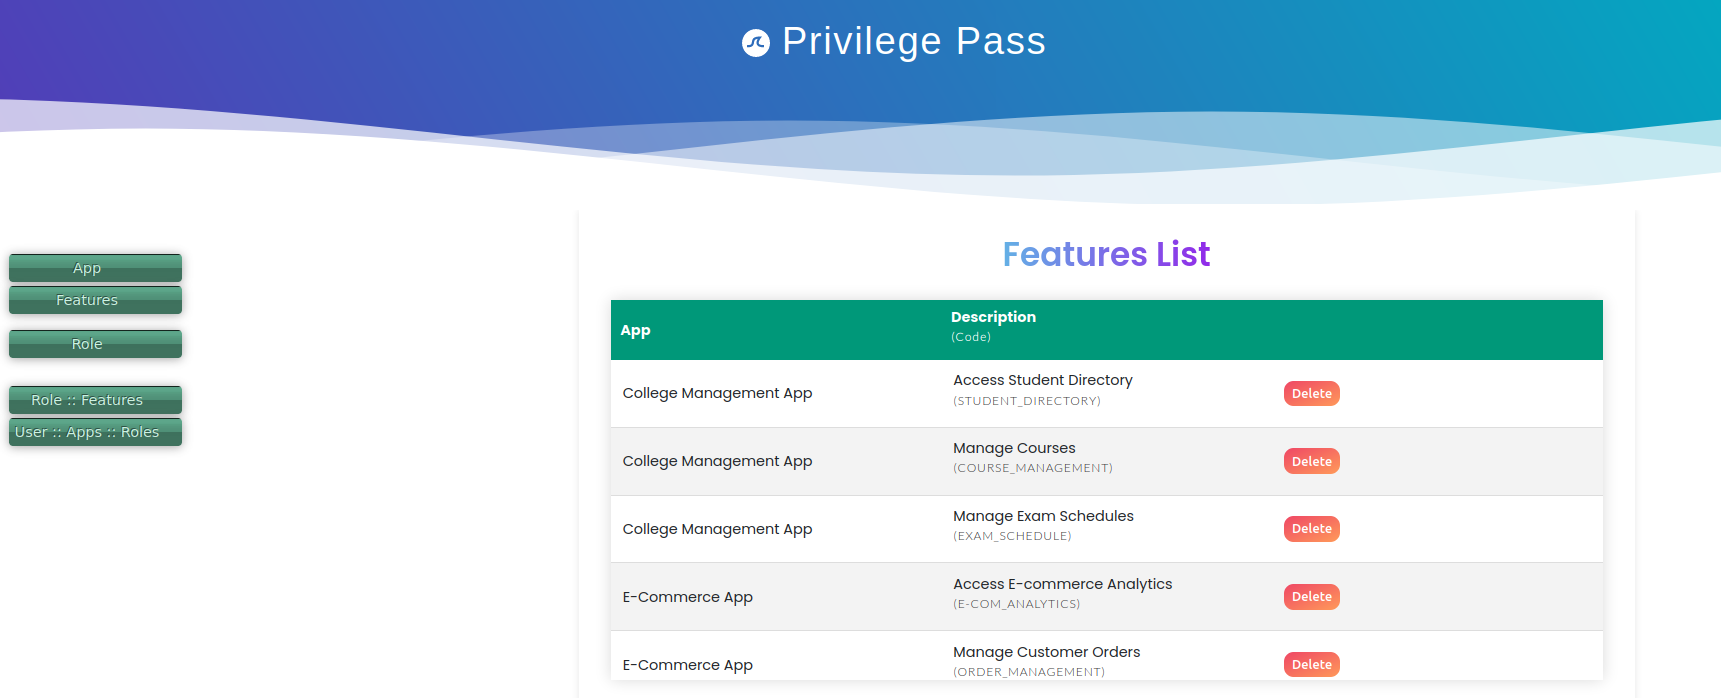 Privilege Pass
App
Features
Role
Role :: Features
User :: Apps :: Roles
Features List
App
Description
(Code)
College Management App
Access Student Directory
(STUDENT_DIRECTORY)
Delete
College Management App
Manage Courses
(COURSE_MANAGEMENT)
Delete
College Management App
Manage Exam Schedules
(EXAM_SCHEDULE)
Delete
E-Commerce App
Access E-commerce Analytics
(E-COM_ANALYTICS)
Delete
E-Commerce App
Manage Customer Orders
(ORDER_MANAGEMENT)
Delete